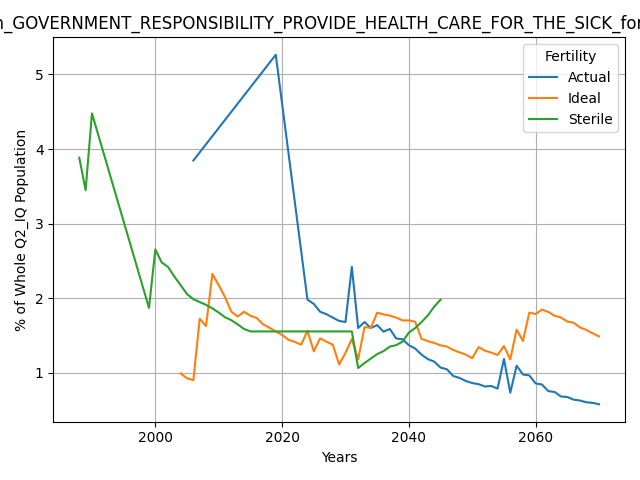 n_GOVERNMENT_RESPONSIBILITY_PROVIDE_HEALTH_CARE_FOR_THE_SICK_for
Fertility
Actual
Ideal
Sterile
% of Whole Q2_IQ Population
5
4
3
2
1
2000 2020 2040 2060
Years